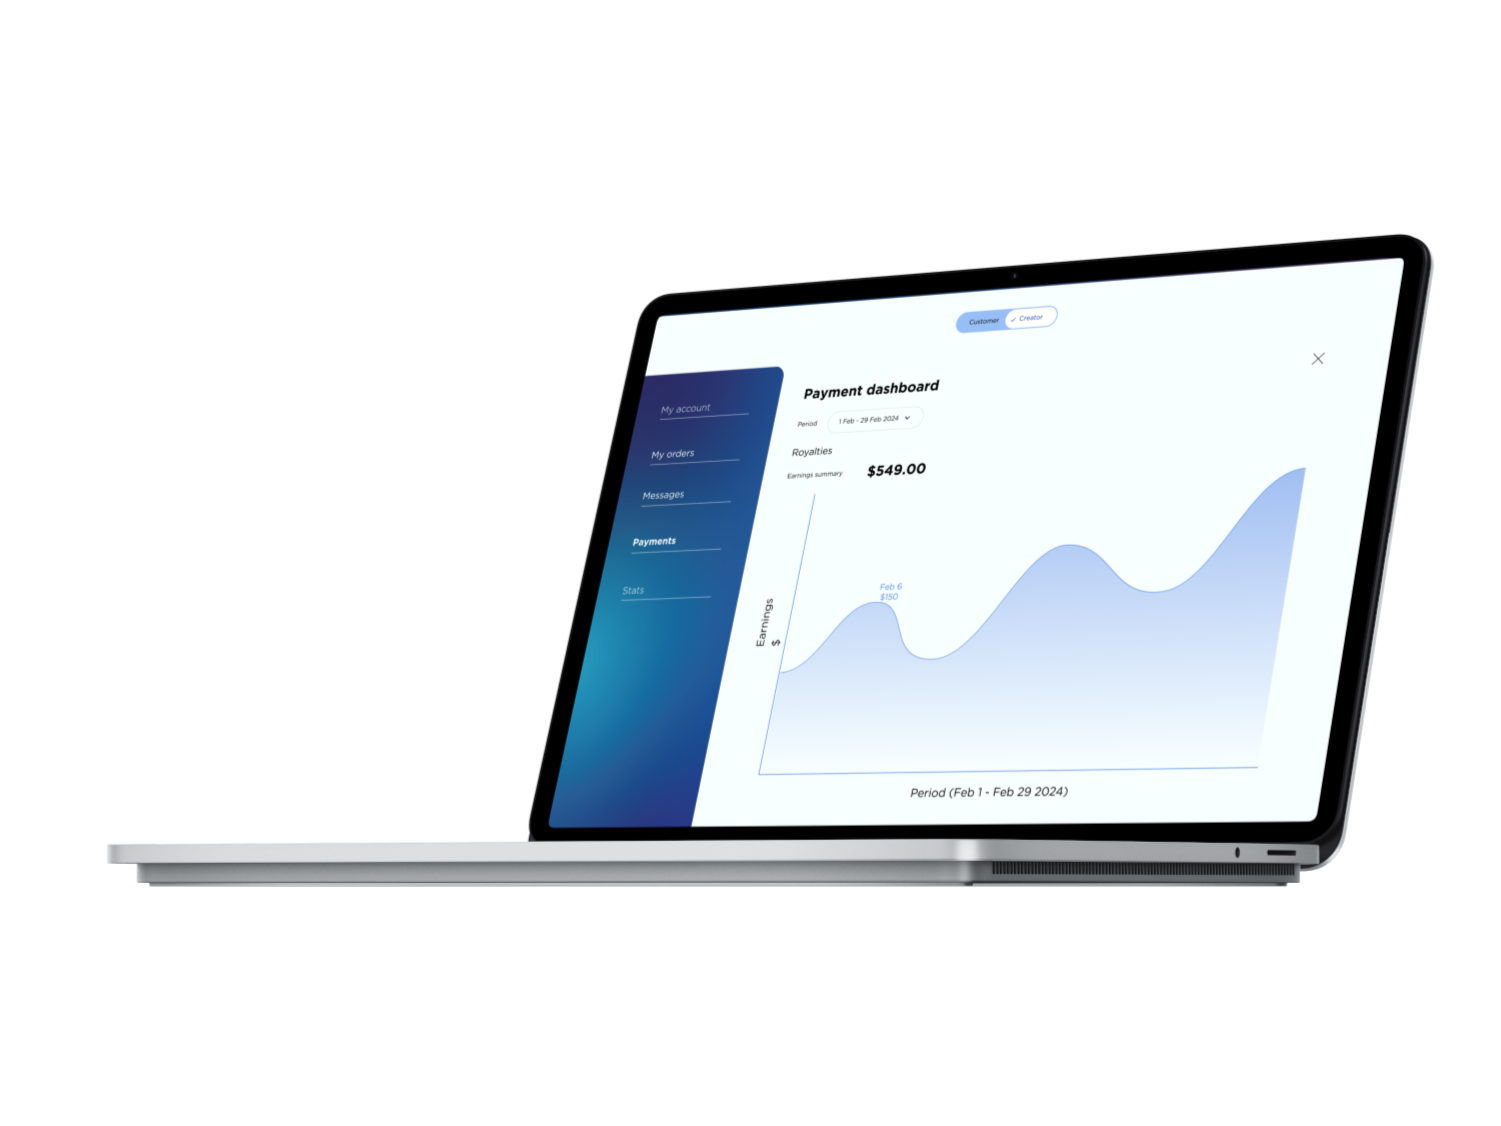 Customer
Creator
My account
My orders
Messages
Payments
Stats
Payment dashboard
Period
1 Feb - 29 Feb 2024
Royalties
Earnings summary
$549.00
Feb 6
$150
Earnings
$
Period (Feb 1 - Feb 29 2024)